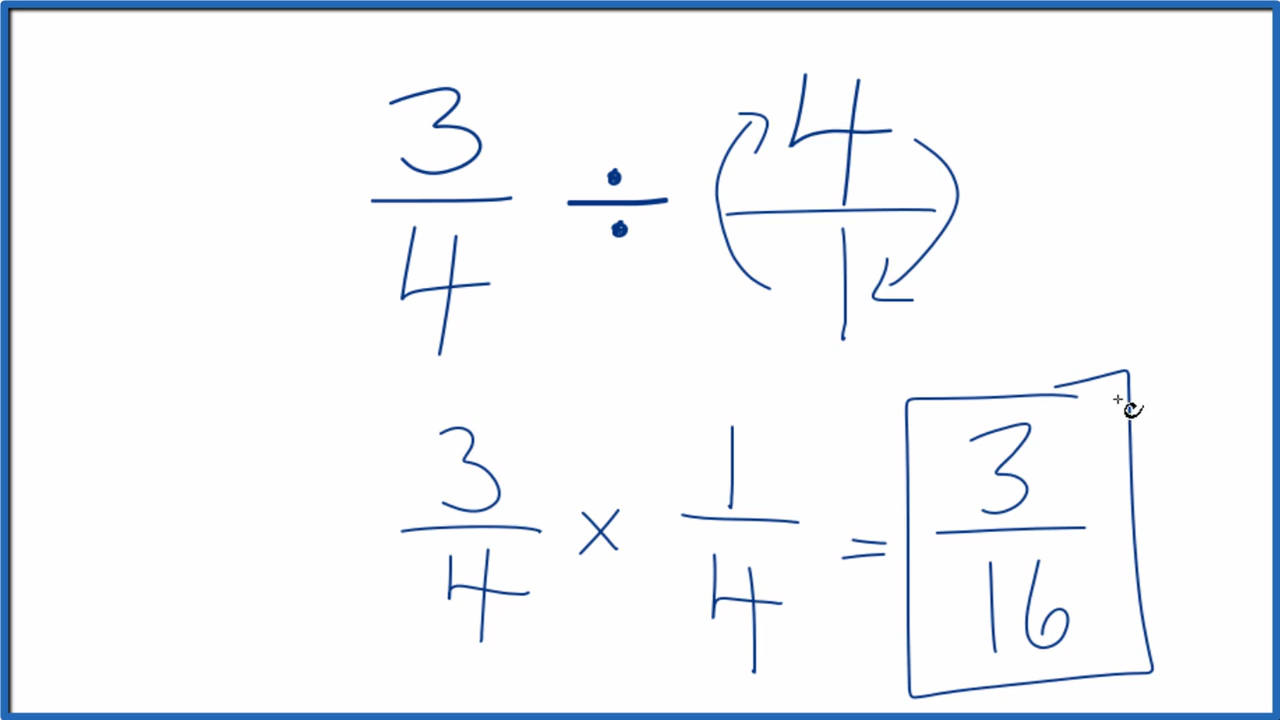 3/4 ÷ 4/1
3/4 × 1/4 = 3/16